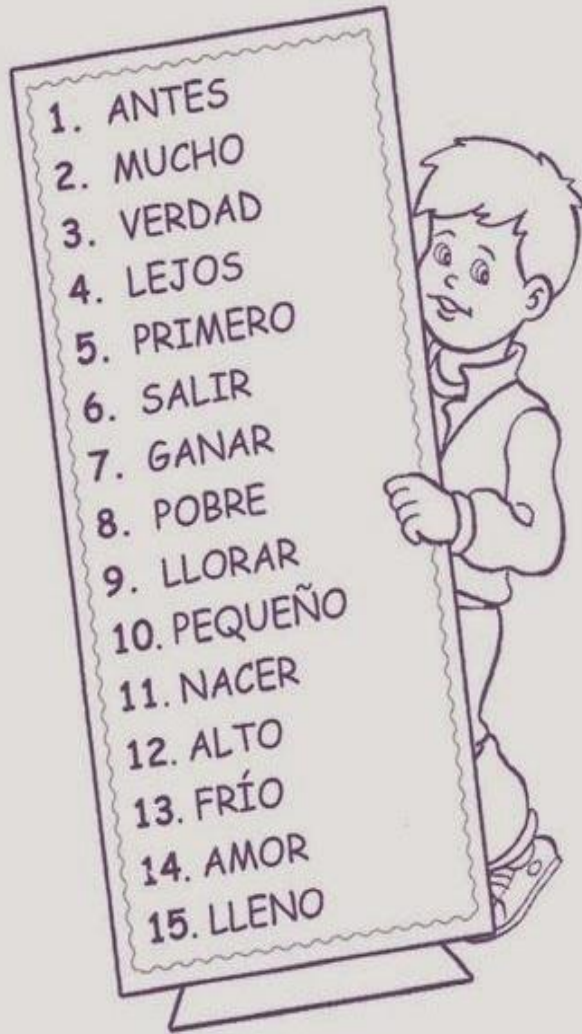 1. ANTES
2. MUCHO
3. VERDAD
4. LEJOS
5. PRIMERO
6. SALIR
7. GANAR
8. POBRE
9. LLORAR
10. PEQUEÑO
11. NACER
12. ALTO
13. FRÍO
14. AMOR
15. LLENO